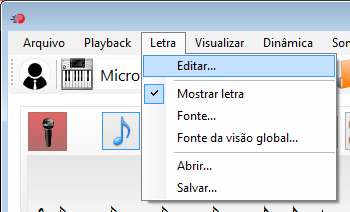 Arquivo Playback Letra Visualizar Dinâmica
Micro
Editar...
Mostrar letra
Fonte...
Fonte da visão global...
Abrir...
Salvar...